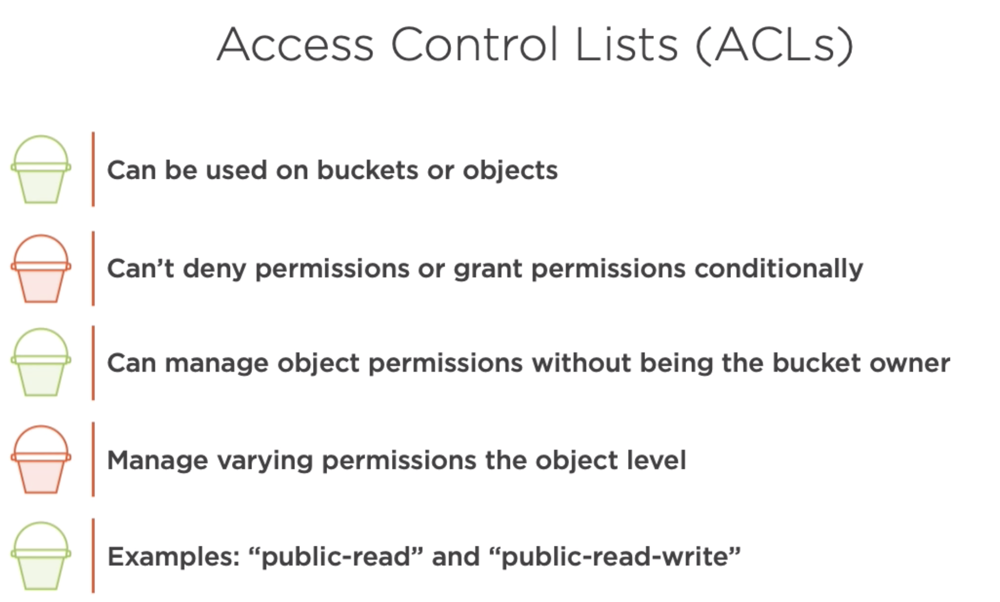 Access Control Lists (ACLs)
Can be used on buckets or objects
Can’t deny permissions or grant permissions conditionally
Can manage object permissions without being the bucket owner
Manage varying permissions the object level
Examples: “public-read” and “public-read-write”